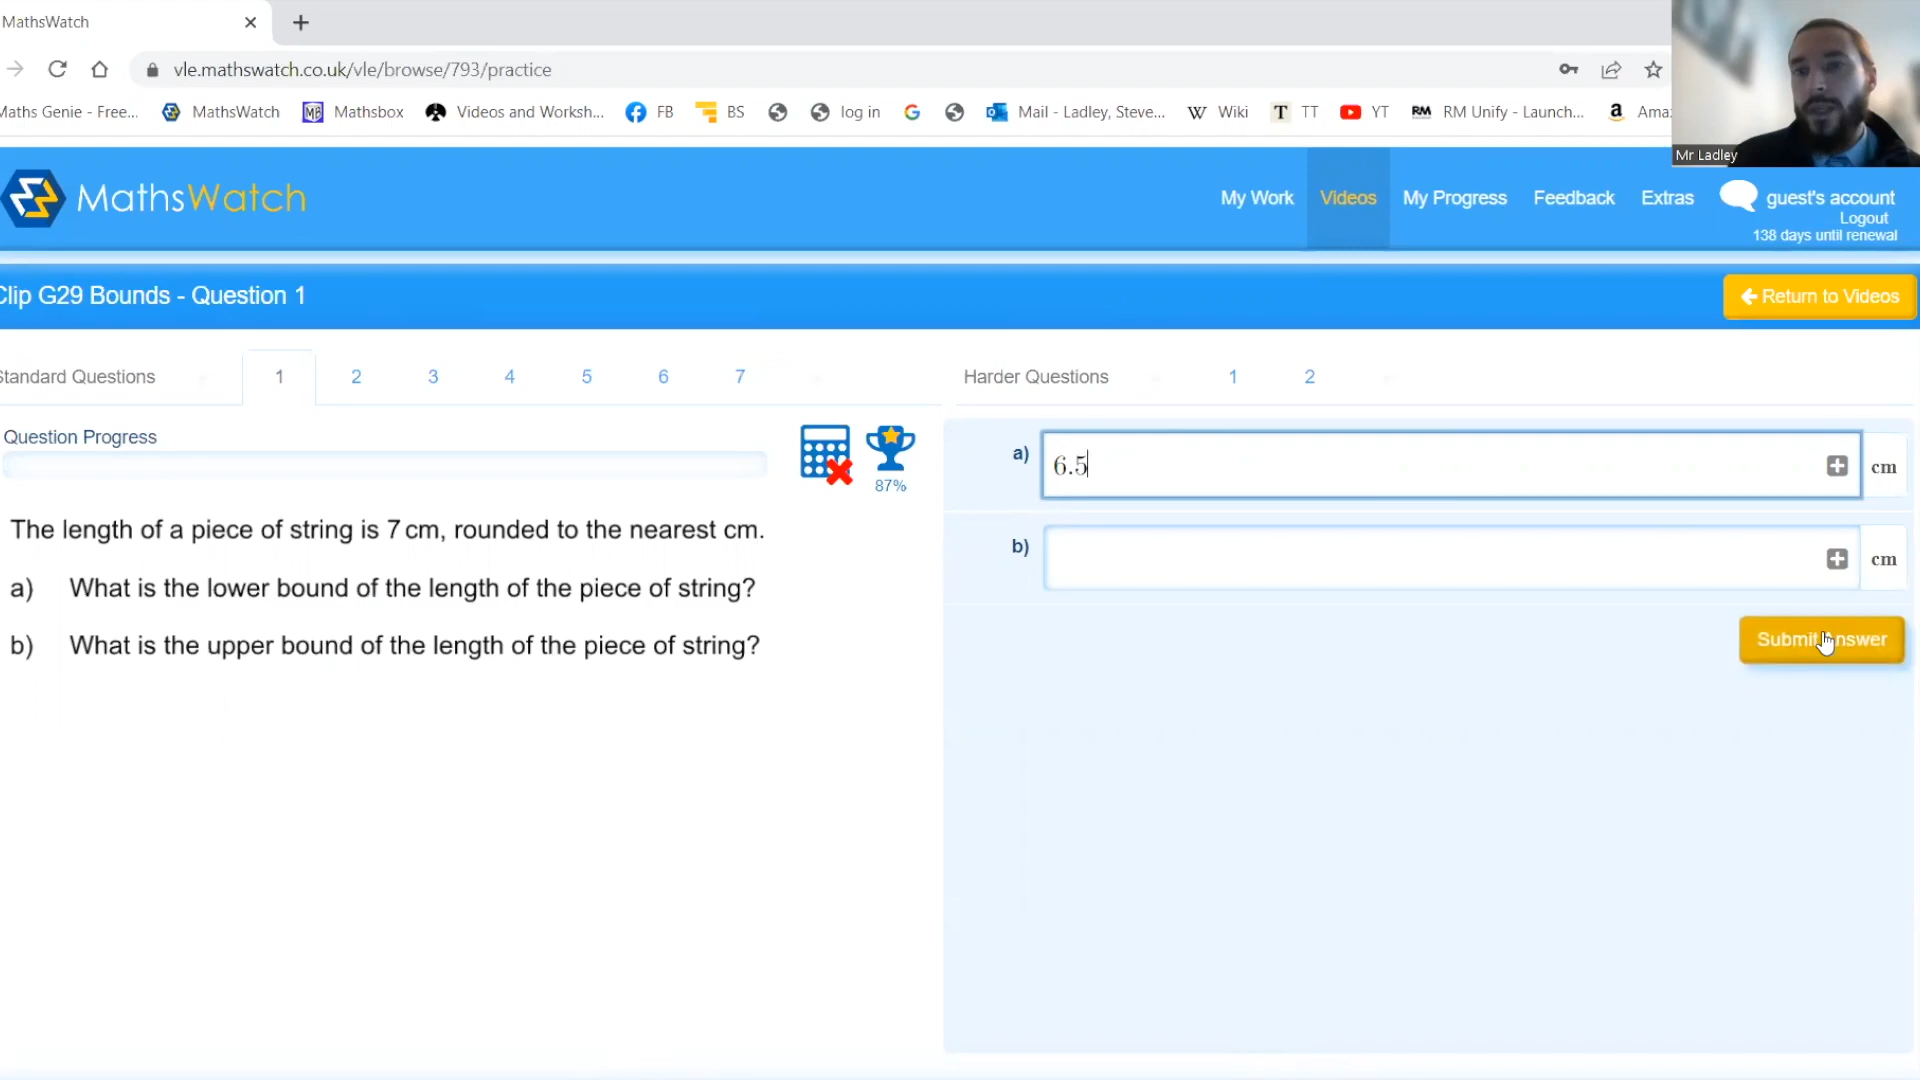 MathsWatch
vle.mathswatch.co.uk/vle/browse/793/practice
Maths Genie - Free... MathsWatch Mathsbox Videos and Worksh... FB BS log in Mail - Ladley, Steve... Wiki TT YT RM Unify - Launch... Ama
Mr Ladley
MathsWatch
My Work Videos My Progress Feedback Extras guest's account
Logout
138 days until renewal
Clip G29 Bounds - Question 1
Return to Videos
Standard Questions 1 2 3 4 5 6 7
Harder Questions 1 2
Question Progress
87%
The length of a piece of string is 7 cm, rounded to the nearest cm.
a) What is the lower bound of the length of the piece of string?
b) What is the upper bound of the length of the piece of string?
a) 6.5 cm
b) cm
Submit Answer